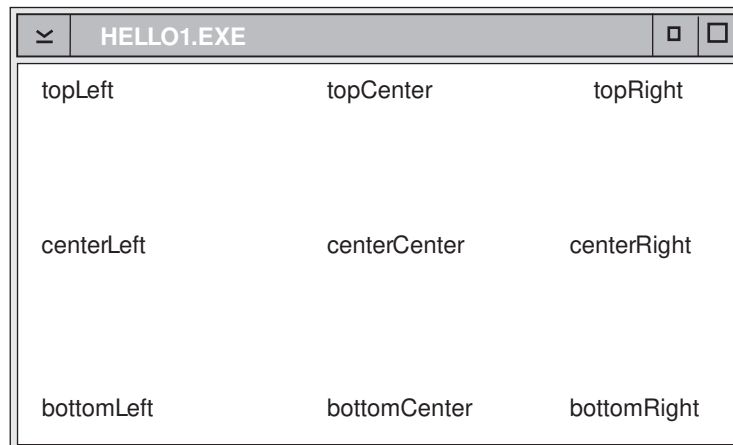 HELLO1.EXE
topLeft topCenter topRight
centerLeft centerCenter centerRight
bottomLeft bottomCenter bottomRight